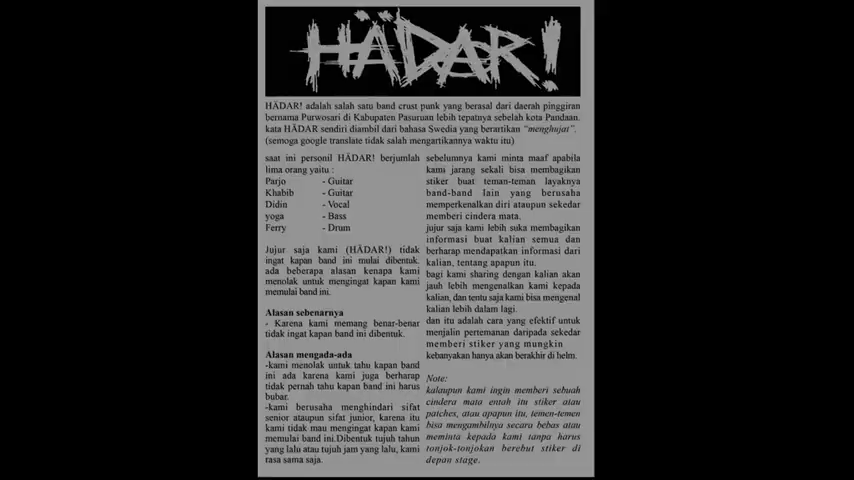 HÄDAR!
HÄDAR! adalah salah satu band crust punk yang berasal dari daerah pinggiran
bernama Purwosari di Kabupaten Pasuruan lebih tepatnya sebelah kota Pandaan.
kata HÄDAR sendiri diambil dari bahasa Swedia yang berartikan "menghujat".
(semoga google translate tidak salah mengartikannya waktu itu)
saat ini personil HÄDAR! berjumlah
lima orang yaitu :
Parjo - Guitar
Khabib - Guitar
Didin - Vocal
yoga - Bass
Ferry - Drum
Jujur saja kami (HÄDAR!) tidak
ingat kapan band ini mulai dibentuk.
ada beberapa alasan kenapa kami
menolak untuk mengingat kapan kami
memulai band ini.
Alasan sebenarnya
- Karena kami memang benar-benar
tidak ingat kapan band ini dibentuk.
Alasan mengada-ada
-kami menolak untuk tahu kapan band
ini ada karena kami juga berharap
tidak pernah tahu kapan band ini harus
bubar.
-kami berusaha menghindari sifat
senior ataupun sifat junior, karena itu
kami tidak mau mengingat kapan kami
memulai band ini.Dibentuk tujuh tahun
yang lalu atau tujuh jam yang lalu, kami
rasa sama saja.
sebelumnya kami minta maaf apabila
kami jarang sekali bisa membagikan
stiker buat teman-teman layaknya
band-band lain yang berusaha
memperkenalkan diri ataupun sekedar
memberi cindera mata.
jujur saja kami lebih suka membagikan
informasi buat kalian semua dan
berharap mendapatkan informasi dari
kalian, tentang apapun itu.
bagi kami sharing dengan kalian akan
jauh lebih mengenalkan kami kepada
kalian, dan tentu saja kami bisa mengenal
kalian lebih dalam lagi.
dan itu adalah cara yang efektif untuk
menjalin pertemanan daripada sekedar
memberi stiker yang mungkin
kebanyakan hanya akan berakhir di helm.
Note:
kalaupun kami ingin memberi sebuah
cindera mata entah itu stiker atau
patches, atau apapun itu, temen-temen
bisa mengambilnya secara bebas atau
meminta kepada kami tanpa harus
tonjok-tonjokan berebut stiker di
depan stage.